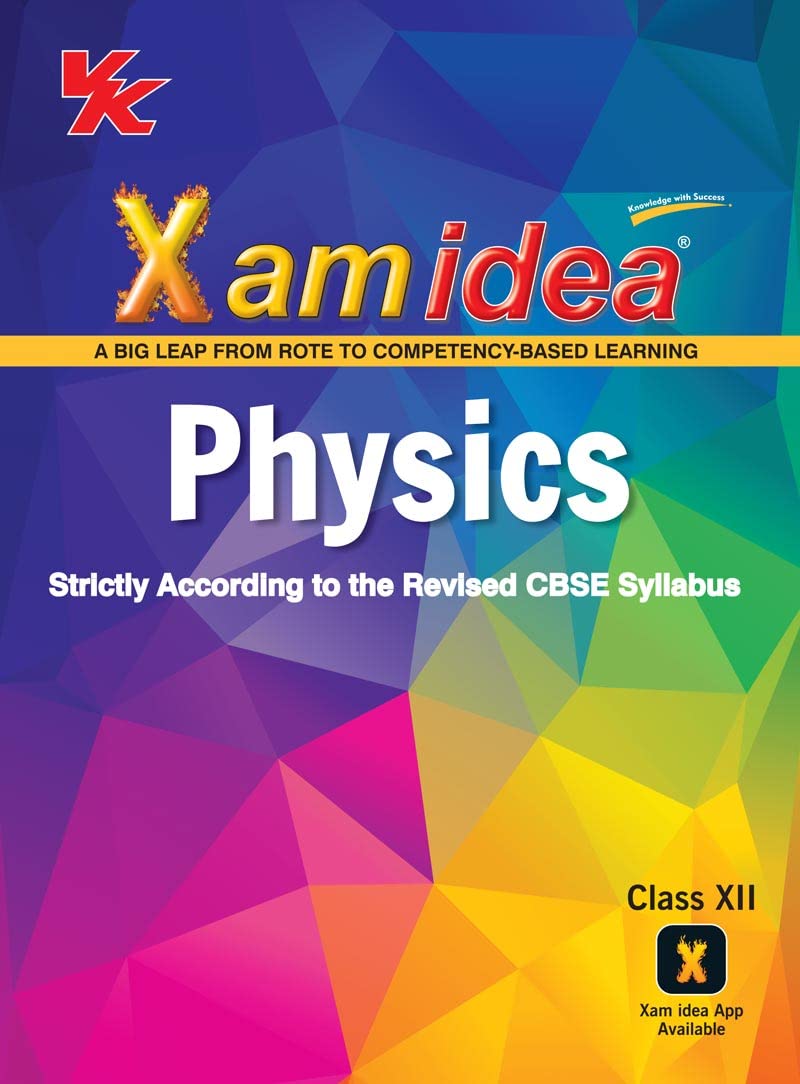 VK
Knowledge with Success
Xam idea®
A BIG LEAP FROM ROTE TO COMPETENCY-BASED LEARNING
Physics
Strictly According to the Revised CBSE Syllabus
Class XII
X
Xam idea App
Available